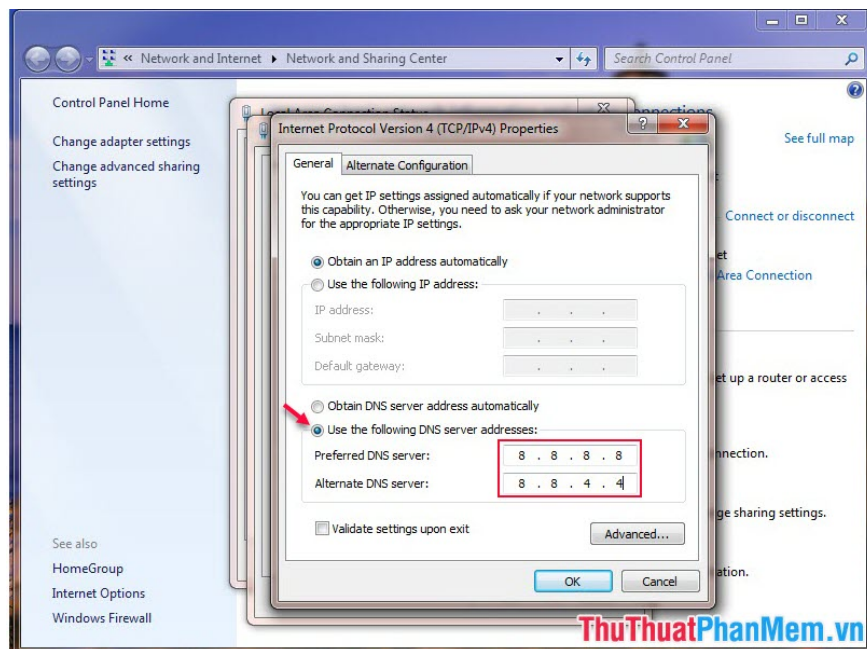 « Network and Internet ▸ Network and Sharing Center
Search Control Panel
Control Panel Home
Change adapter settings
Change advanced sharing
settings
See also
HomeGroup
Internet Options
Windows Firewall
Local Area Connection Status
Internet Protocol Version 4 (TCP/IPv4) Properties
General
Alternate Configuration
You can get IP settings assigned automatically if your network supports
this capability. Otherwise, you need to ask your network administrator
for the appropriate IP settings.
Obtain an IP address automatically
Use the following IP address:
IP address:
Subnet mask:
Default gateway:
Obtain DNS server address automatically
Use the following DNS server addresses:
Preferred DNS server: 8 . 8 . 8 . 8
Alternate DNS server: 8 . 8 . 4 . 4
Validate settings upon exit
Advanced...
OK
Cancel
onnections
See full map
Connect or disconnect
et
Area Connection
et up a router or access
nnection.
ge sharing settings.
ation.
ThuThuatPhanMem.vn